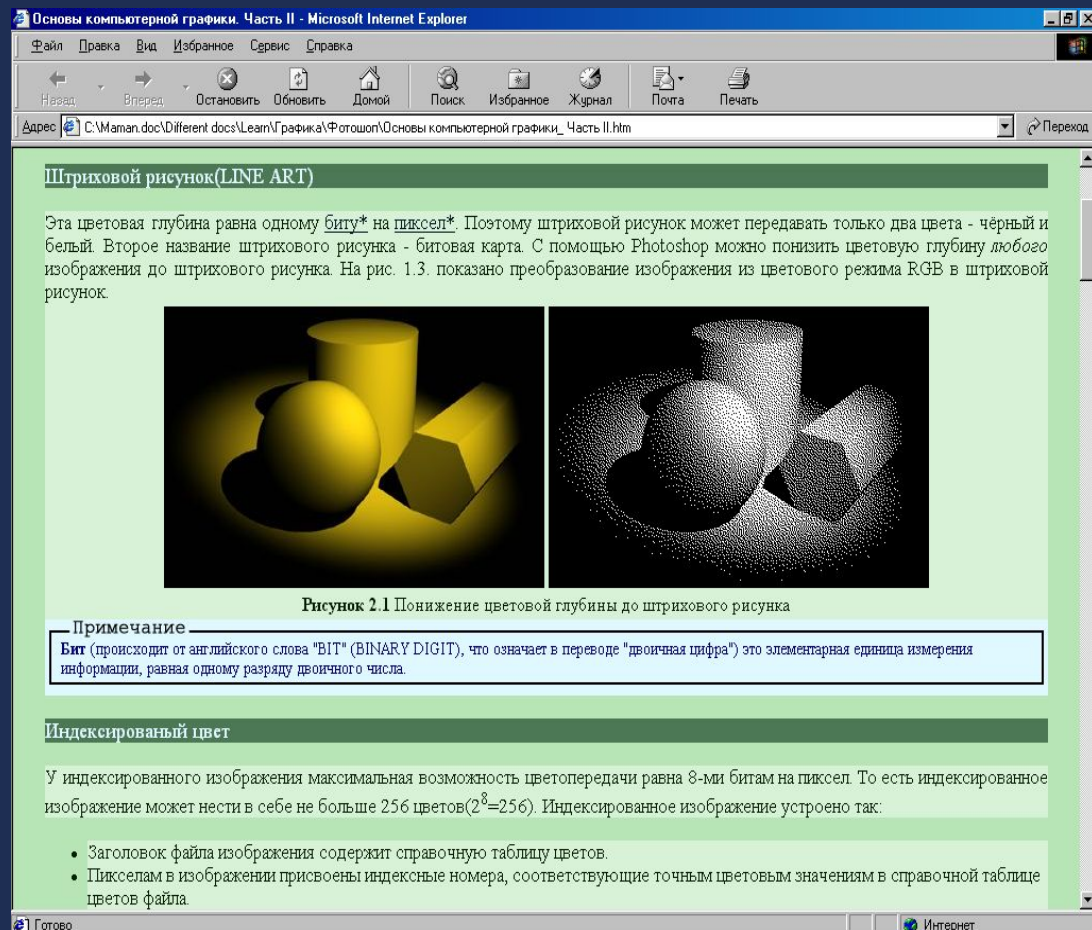 Основы компьютерной графики. Часть II - Microsoft Internet Explorer
Файл Правка Вид Избранное Сервис Справка
Назад Вперед Остановить Обновить Домой Поиск Избранное Журнал Почта Печать
Адрес C:\Maman.doc\Different docs\Learn\Графика\Фотошоп\Основы компьютерной графики_ Часть II.htm Переход
Штриховой рисунок(LINE ART)
Эта цветовая глубина равна одному биту* на пиксел*. Поэтому штриховой рисунок может передавать только два цвета - чёрный и
белый. Второе название штрихового рисунка - битовая карта. С помощью Photoshop можно понизить цветовую глубину любого
изображения до штрихового рисунка. На рис. 1.3. показано преобразование изображения из цветового режима RGB в штриховой
рисунок.
Рисунок 2.1 Понижение цветовой глубины до штрихового рисунка
Примечание
Бит (происходит от английского слова "BIT" (BINARY DIGIT), что означает в переводе "двоичная цифра") это элементарная единица измерения
информации, равная одному разряду двоичного числа.
Индексированый цвет
У индексированного изображения максимальная возможность цветопередачи равна 8-ми битам на пиксел. То есть индексированное
изображение может нести в себе не больше 256 цветов(2^8=256). Индексированное изображение устроено так:
• Заголовок файла изображения содержит справочную таблицу цветов.
• Пикселам в изображении присвоены индексные номера, соответствующие точным цветовым значениям в справочной таблице
цветов файла.
Готово Интернет